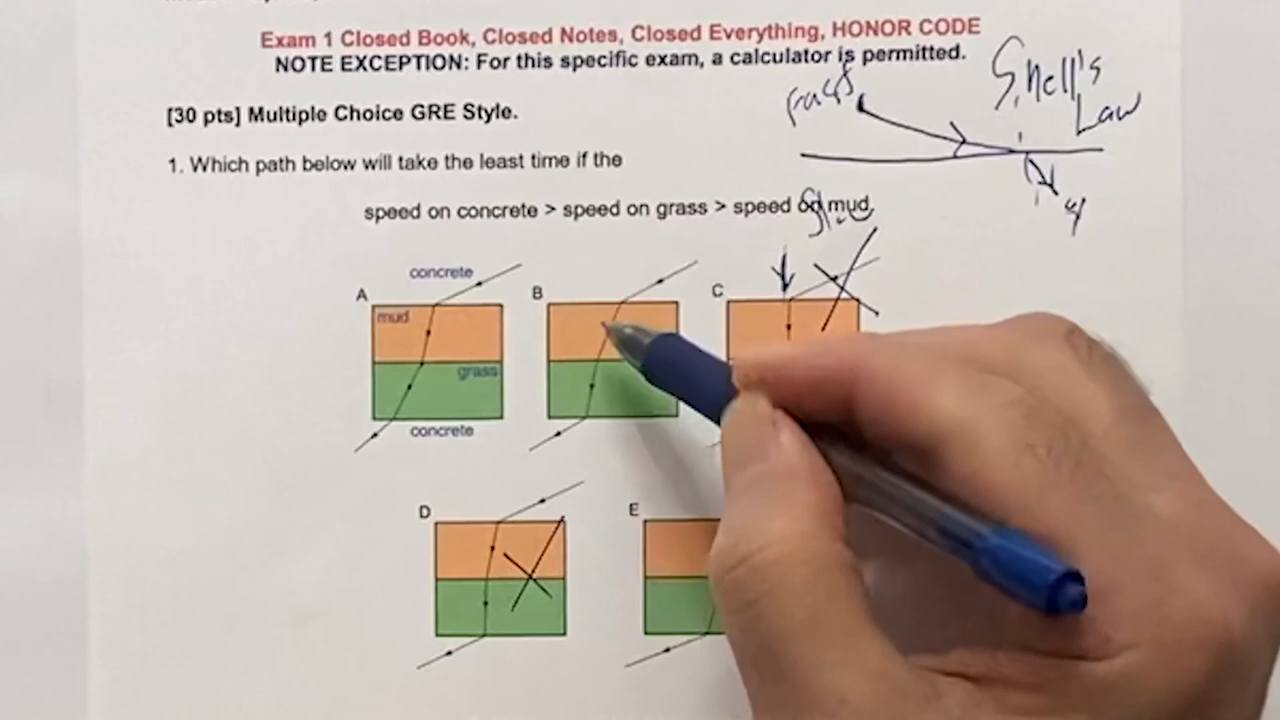 Exam 1 Closed Book, Closed Notes, Closed Everything, HONOR CODE
NOTE EXCEPTION: For this specific exam, a calculator is permitted.
Snell's
Law
Fast
[30 pts] Multiple Choice GRE Style.
1. Which path below will take the least time if the
speed on concrete > speed on grass > speed on mud
concrete
A
B
C
mud
grass
concrete
D
E